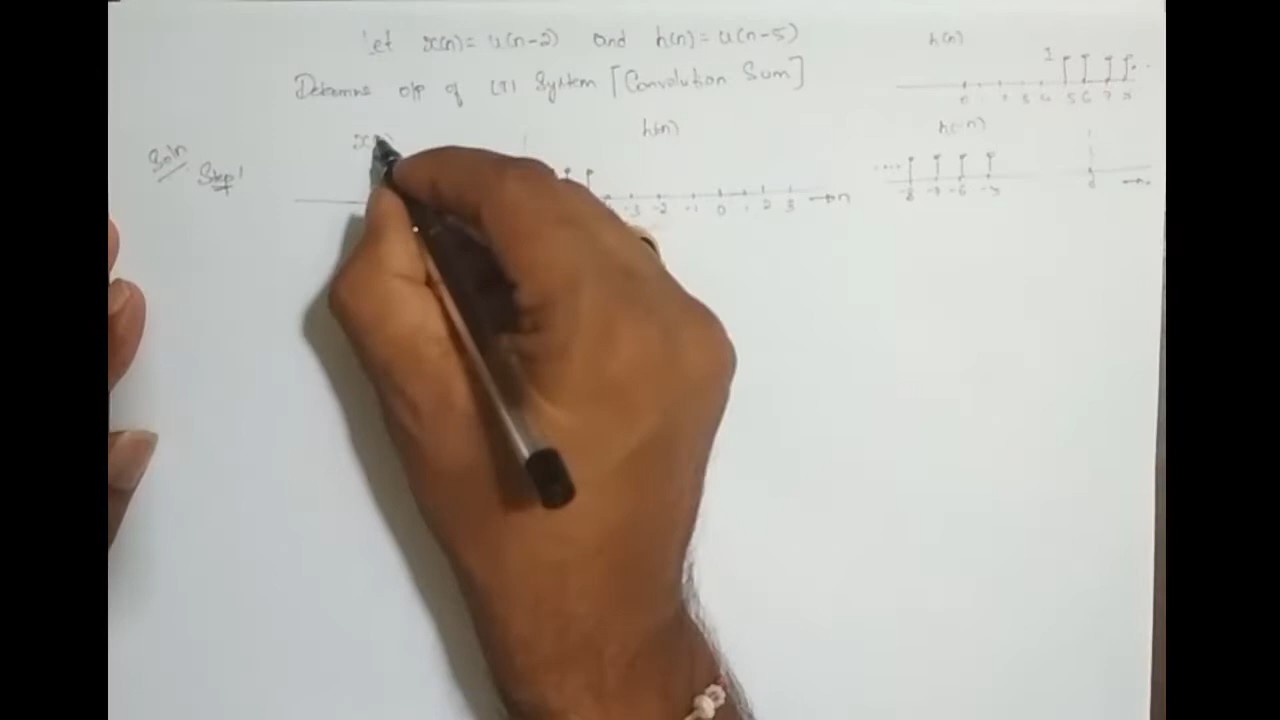 Let x(n) = u(n-2) and h(n) = u(n-5)
Determine o/p of LTI System [Convolution Sum]
h(n)
1
0 3 4 5 6 7 8
Soln
Step 1
h(n)
-3 -2 -1 0 1 2 3 n
h(-n)
-8 -7 -6 -5 0